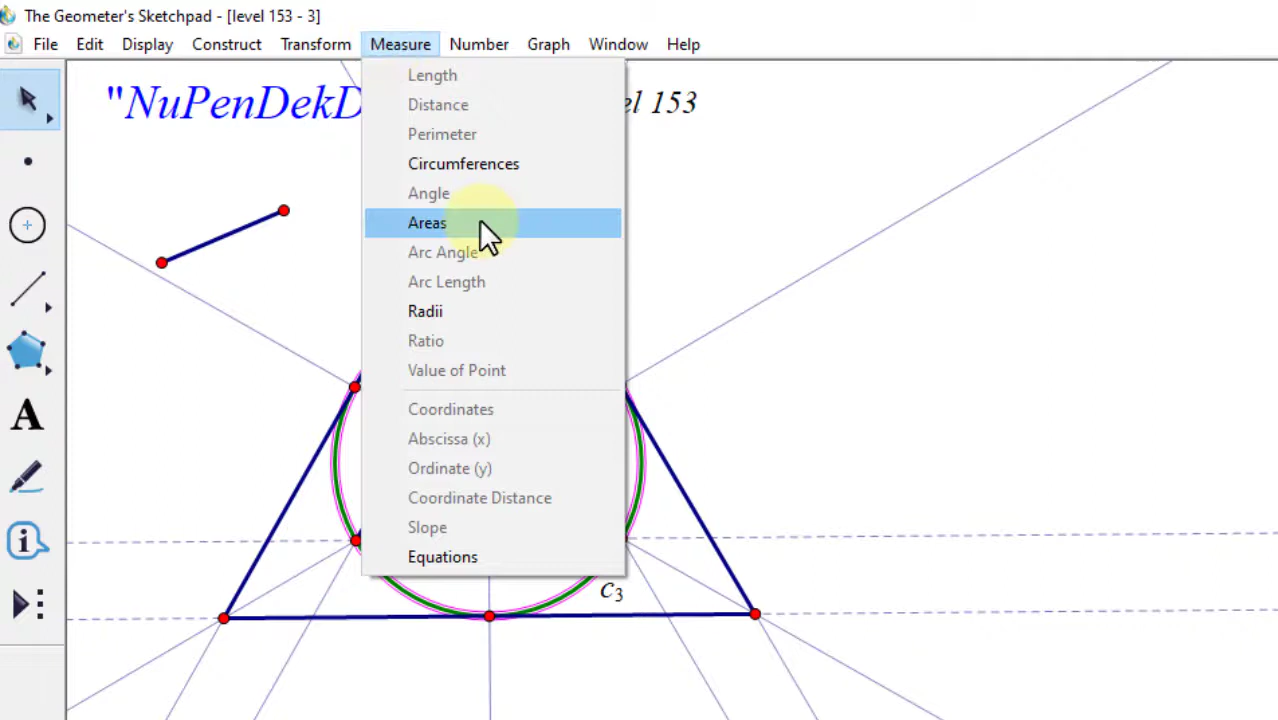 The Geometer's Sketchpad - [level 153 - 3]
File Edit Display Construct Transform Measure Number Graph Window Help
"NuPenDekD
el 153
Length
Distance
Perimeter
Circumferences
Angle
Areas
Arc Angle
Arc Length
Radii
Ratio
Value of Point
Coordinates
Abscissa (x)
Ordinate (y)
Coordinate Distance
Slope
Equations
A
c3